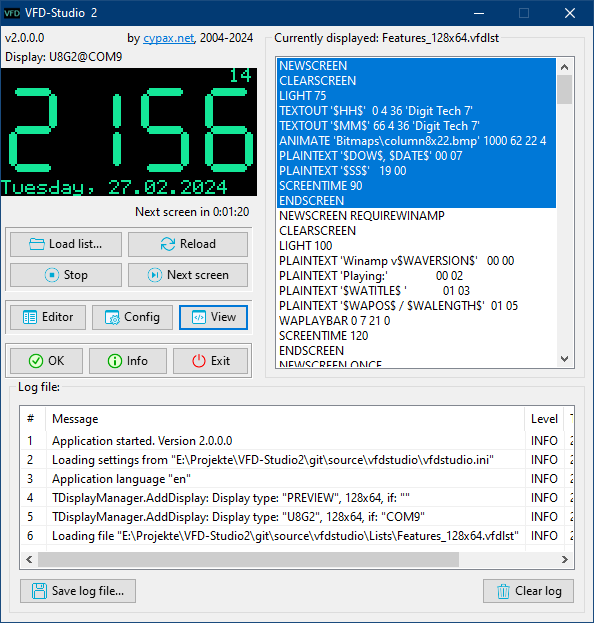 VFD VFD-Studio 2
v2.0.0.0 by cypax.net, 2004-2024
Display: U8G2@COM9
14
21 56
Tuesday, 27.02.2024
Next screen in 0:01:20
Load list... Reload
Stop Next screen
Editor Config View
OK Info Exit
Currently displayed: Features_128x64.vfdlst
NEWSCREEN
CLEARSCREEN
LIGHT 75
TEXTOUT '$HH$' 0 4 36 'Digit Tech 7'
TEXTOUT '$MM$' 66 4 36 'Digit Tech 7'
ANIMATE 'Bitmaps\column8x22.bmp' 1000 62 22 4
PLAINTEXT '$DOW$, $DATE$' 00 07
PLAINTEXT '$SS$' 19 00
SCREENTIME 90
ENDSCREEN
NEWSCREEN REQUIREWINAMP
CLEARSCREEN
LIGHT 100
PLAINTEXT 'Winamp v$WAVERSION$' 00 00
PLAINTEXT 'Playing:' 00 02
PLAINTEXT '$WATITLE$ ' 01 03
PLAINTEXT '$WAPOS$ / $WALENGTH$' 01 05
WAPLAYBAR 0 7 21 0
SCREENTIME 120
ENDSCREEN
NEWSCREEN ONCE
Log file:
# Message Level T
1 Application started. Version 2.0.0.0 INFO 2
2 Loading settings from "E:\Projekte\VFD-Studio2\git\source\vfdstudio\vfdstudio.ini" INFO 2
3 Application language "en" INFO 2
4 TDisplayManager.AddDisplay: Display type: "PREVIEW", 128x64, if: "" INFO 2
5 TDisplayManager.AddDisplay: Display type: "U8G2", 128x64, if: "COM9" INFO 2
6 Loading file "E:\Projekte\VFD-Studio2\git\source\vfdstudio\Lists\Features_128x64.vfdlst" INFO 2
Save log file... Clear log